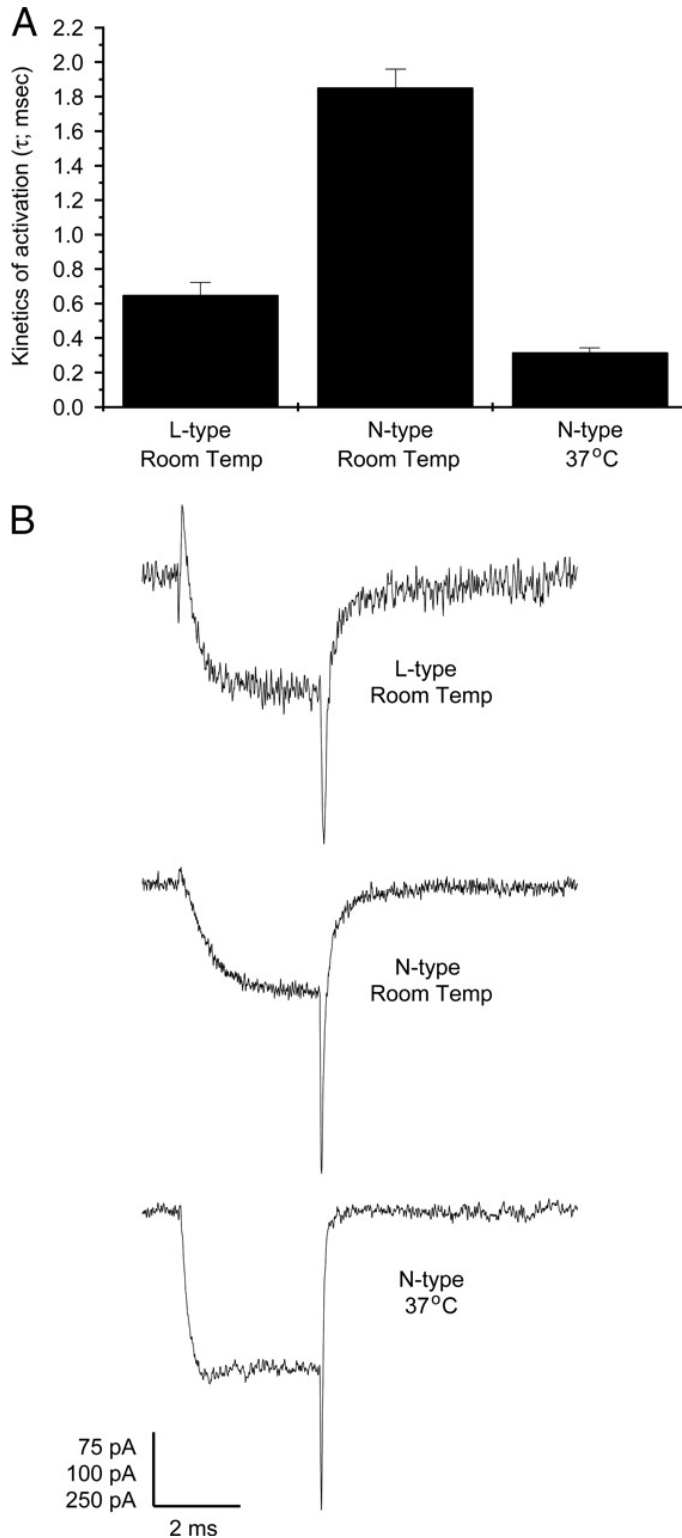 A
Kinetics of activation (τ; msec)
2.2
2.0
1.8
1.6
1.4
1.2
1.0
0.8
0.6
0.4
0.2
0.0
L-type
Room Temp
N-type
Room Temp
N-type
37°C
B
L-type
Room Temp
N-type
Room Temp
N-type
37°C
75 pA
100 pA
250 pA
2 ms